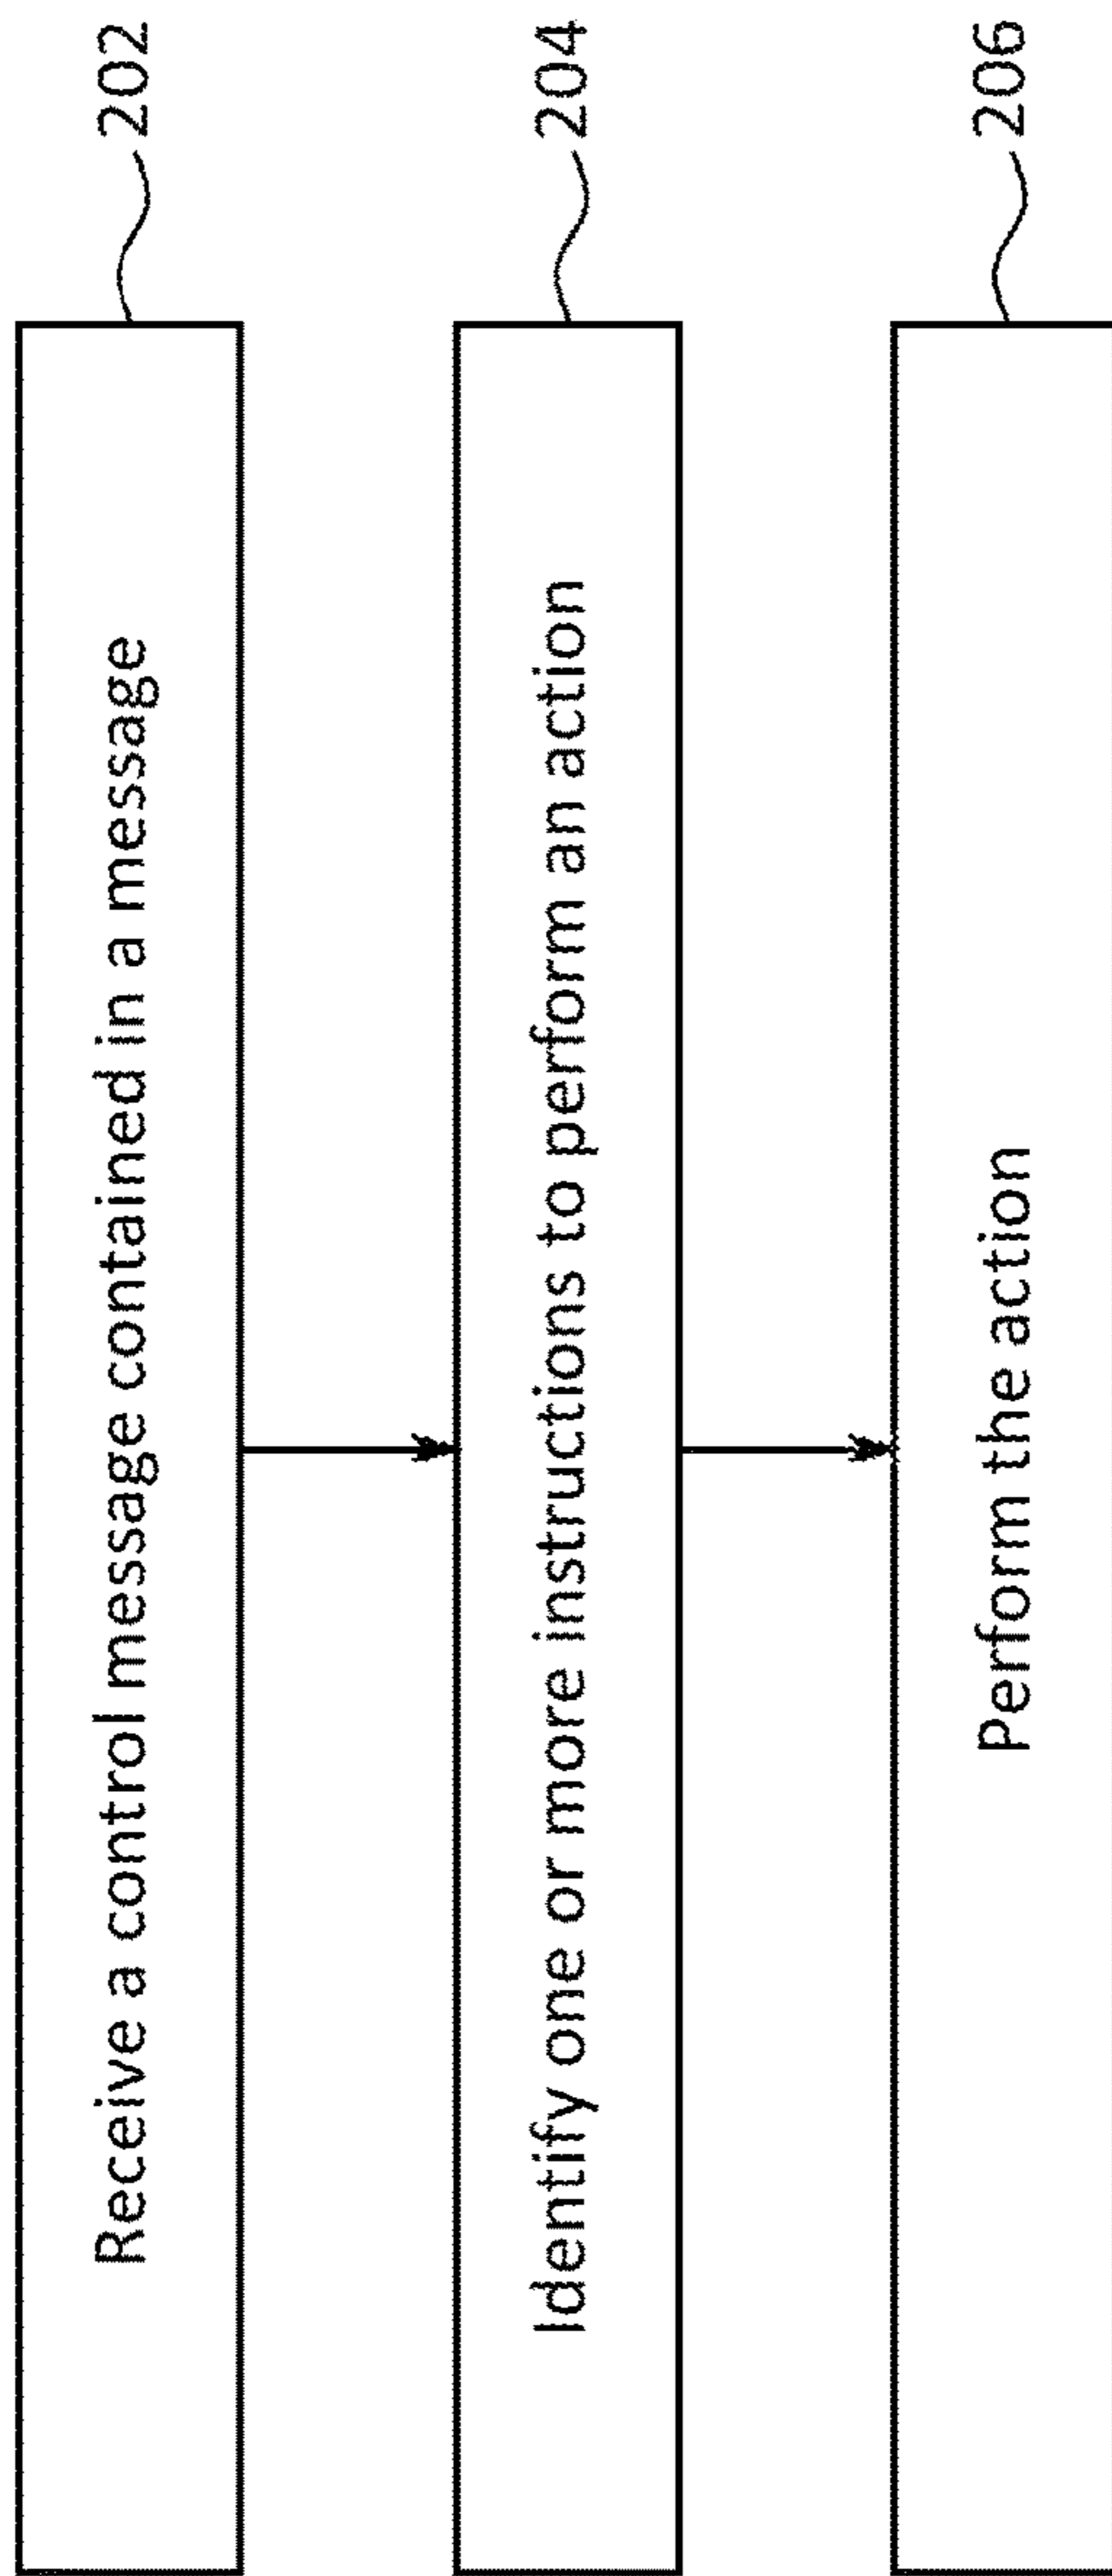 Receive a control message contained in a message
202
Identify one or more instructions to perform an action
204
Perform the action
206